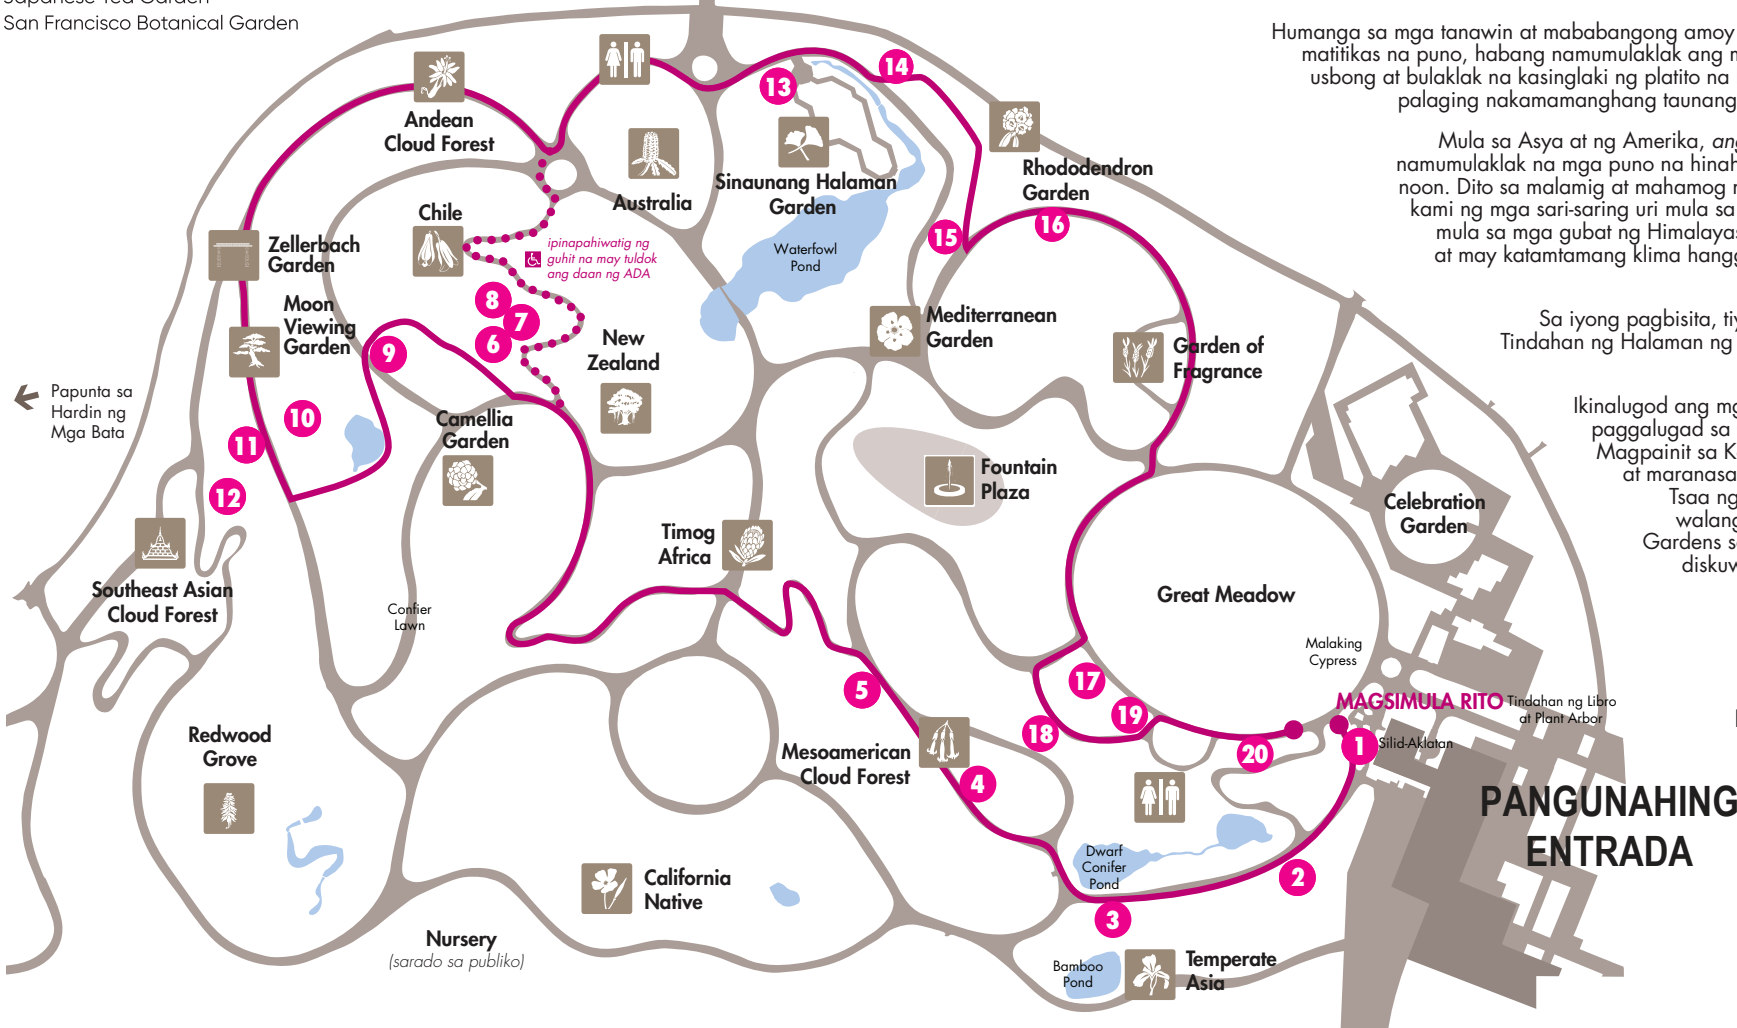 San Francisco Botanical Garden
Humanga sa mga tanawin at mababangong amoy
matitikas na puno, habang namumulaklak ang
usbong at bulaklak na kasinglaki ng platito na
palaging nakamamanghang taunang
Mula sa Asya at ng Amerika,
namumulaklak na mga puno na
noon. Dito sa malamig at mahamog
kami ng mga sari-saring uri mula sa
mula sa mga gubat ng
at may katamtamang klima
Sa iyong pagbisita,
Tindahan ng Halaman ng
Ikinalugod ang
paggalugad sa
Magpainit sa
at
Tsaa ng
Gardens
Andean
Cloud Forest
Australia
13
14
Sinaunang Halaman
Garden
Rhododendron
Garden
Chile
ipinapahiwatig ng
guhit na may tuldok
ang daan ng ADA
Waterfowl
Pond
15
16
Zellerbach
Garden
Moon
Viewing
Garden
8
7
6
9
New
Zealand
Mediterranean
Garden
Garden of
Fragrance
Papunta sa
Hardin ng
Mga Bata
10
11
12
Camellia
Garden
Fountain
Plaza
Celebration
Garden
Timog
Africa
Southeast Asian
Cloud Forest
Confier
Lawn
Great Meadow
Malaking
Cypress
5
17
18
19
20
MAGSIMULA RITO
Tindahan ng Libro
at Plant Arbor
1
Silid-Aklatan
Redwood
Grove
Mesoamerican
Cloud Forest
4
PANGUNAHING
ENTRADA
Dwarf
Conifer
Pond
2
3
California
Native
Nursery
(sarado sa publiko)
Bamboo
Pond
Temperate
Asia